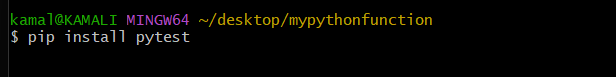 kamal@KAMALI MINGW64 ~/desktop/mypythonfunction
$ pip install pytest